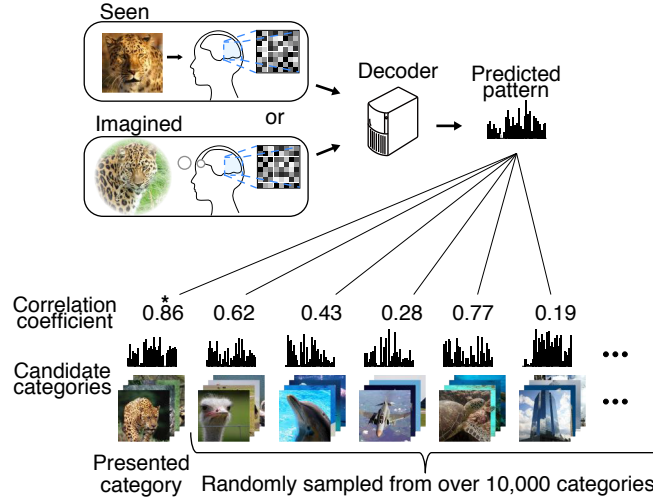 Seen
Decoder
Predicted
pattern
or
Imagined
Correlation
coefficient
0.86 * 0.62 0.43 0.28 0.77 0.19
•••
Candidate
categories
•••
Presented
category
Randomly sampled from over 10,000 categories